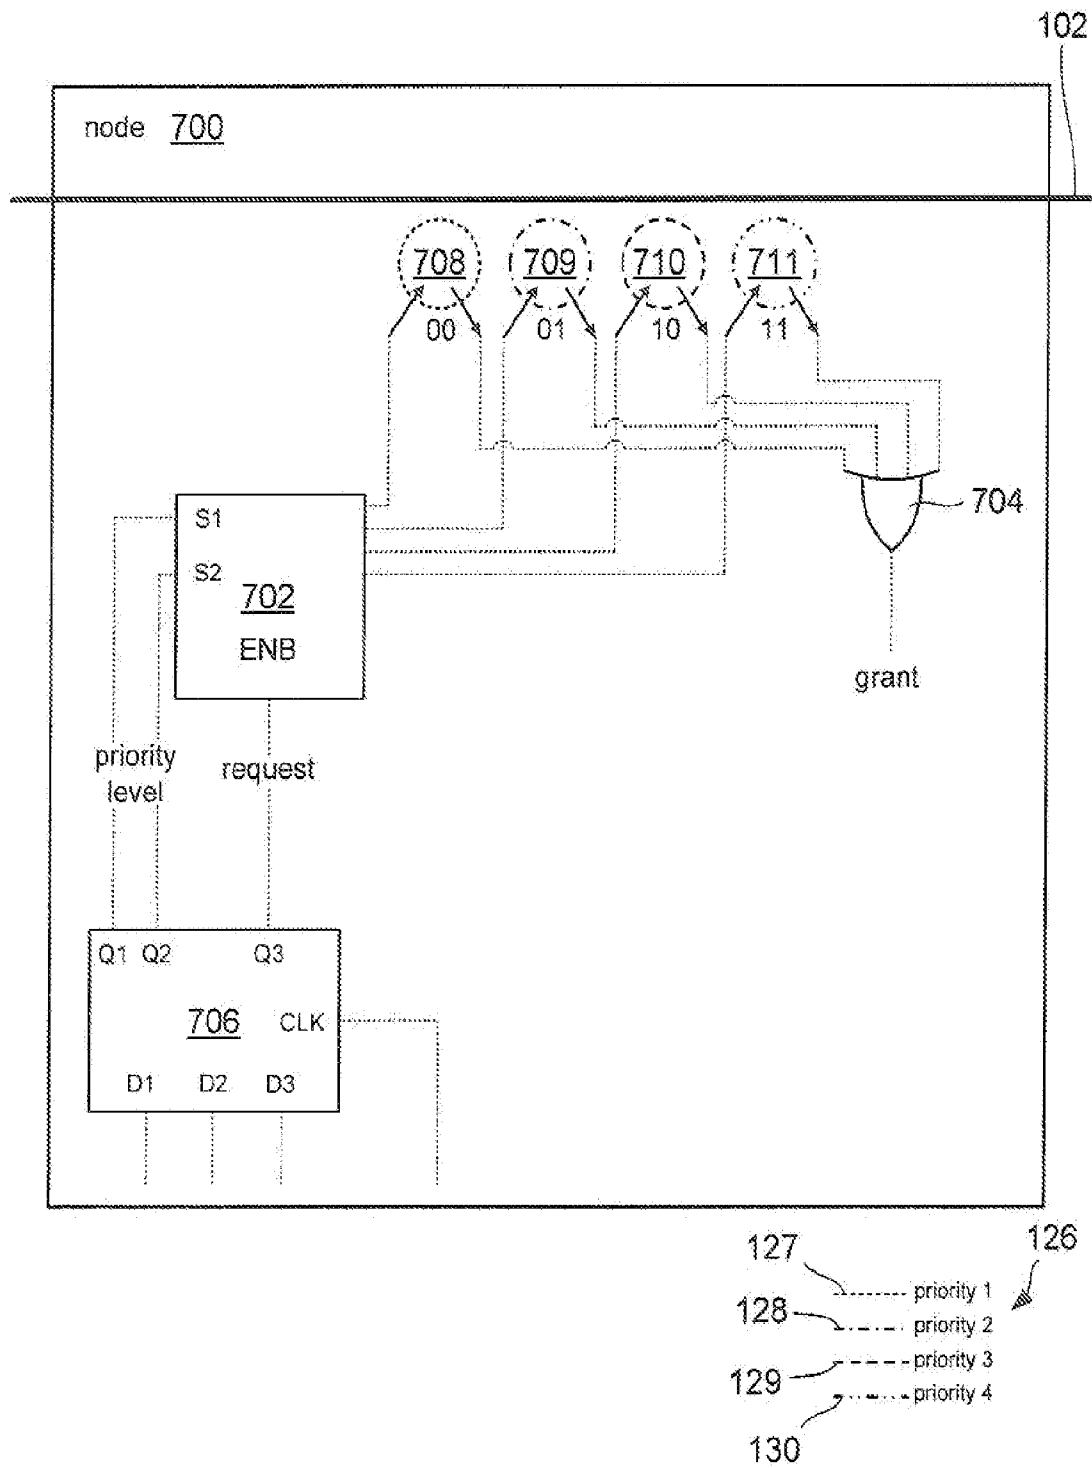 102
node 700
708 709 710 711
00 01 10 11
704
S1
S2
702
ENB
grant
priority
level
request
Q1 Q2 Q3
706 CLK
D1 D2 D3
127
126
priority 1
128
priority 2
priority 3
129
priority 4
130